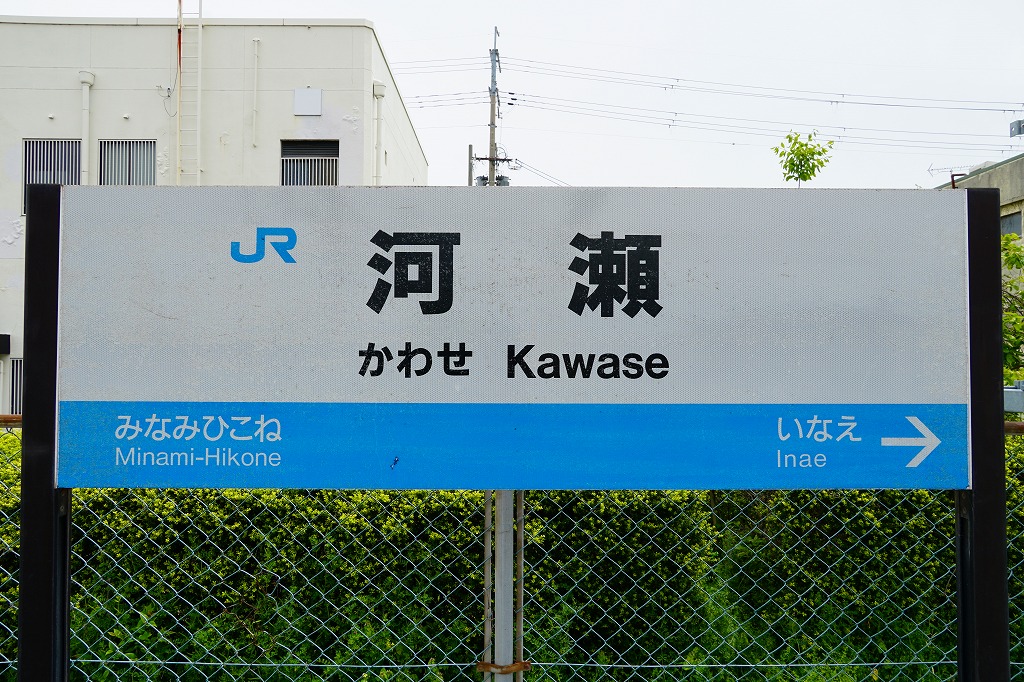 JR 河瀬
かわせ Kawase
みなみひこね いなえ →
Minami-Hikone Inae